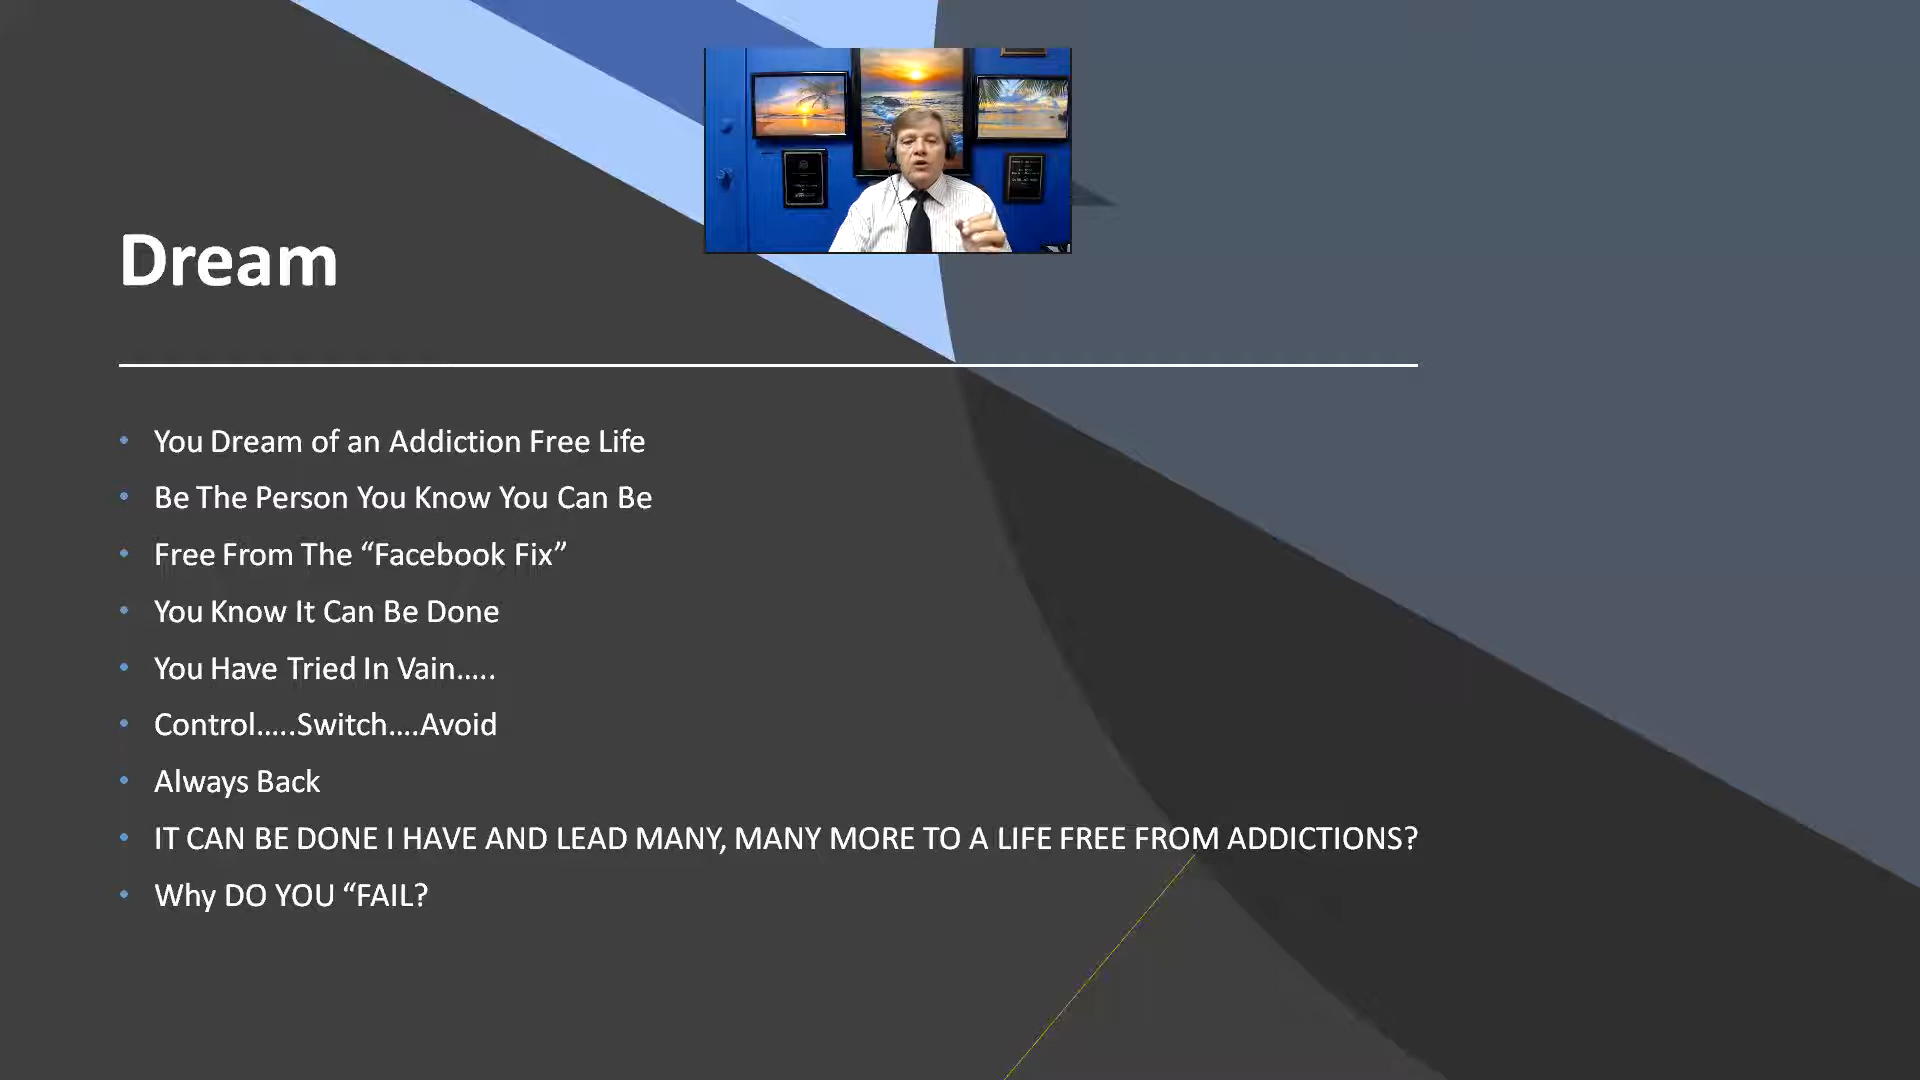 Dream
You Dream of an Addiction Free Life
Be The Person You Know You Can Be
Free From The “Facebook Fix”
You Know It Can Be Done
You Have Tried In Vain…..
Control…..Switch….Avoid
Always Back
IT CAN BE DONE I HAVE AND LEAD MANY, MANY MORE TO A LIFE FREE FROM ADDICTIONS?
Why DO YOU “FAIL?